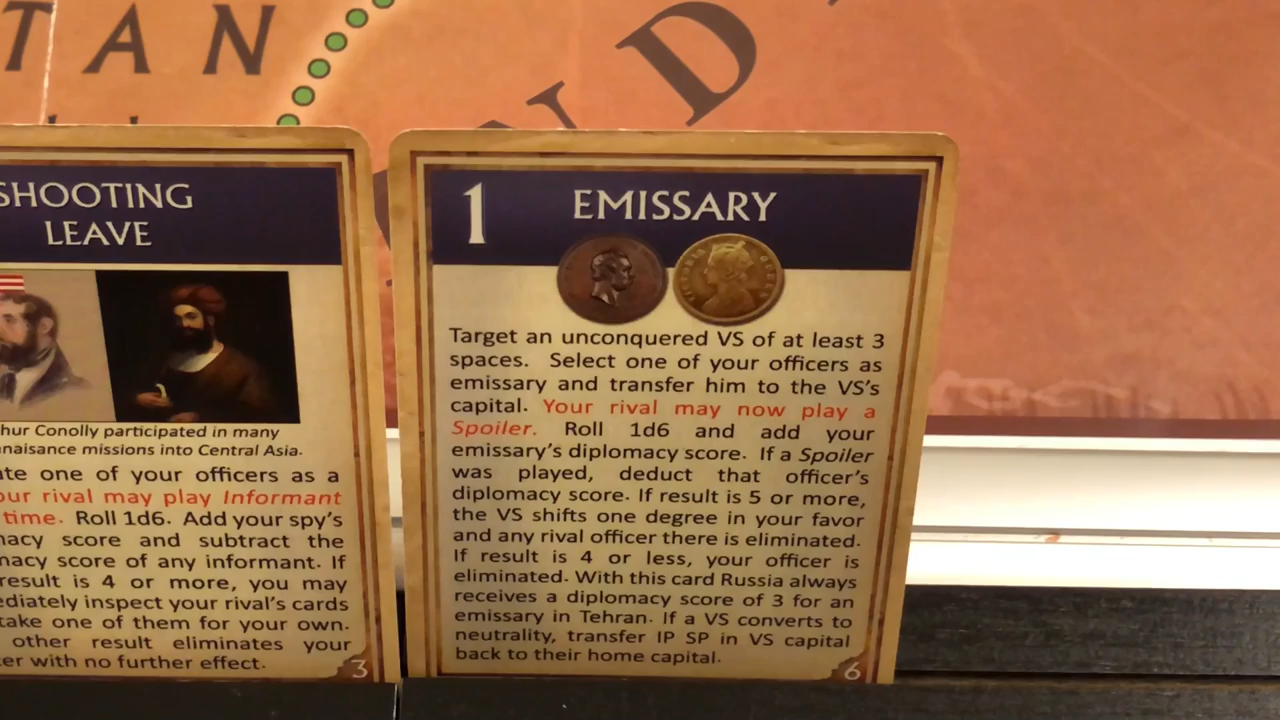 TAN
ND
SHOOTING
LEAVE
hur Conolly participated in many
naisance missions into Central Asia.
ate one of your officers as a
our rival may play Informant
time. Roll 1d6. Add your spy's
macy score and subtract the
macy score of any informant. If
result is 4 or more, you may
ediately inspect your rival's cards
take one of them for your own.
other result eliminates your
er with no further effect.
3
1 EMISSARY
Target an unconquered VS of at least 3
spaces. Select one of your officers as
emissary and transfer him to the VS's
capital. Your rival may now play a
Spoiler. Roll 1d6 and add your
emissary's diplomacy score. If a Spoiler
was played, deduct that officer's
diplomacy score. If result is 5 or more,
the VS shifts one degree in your favor
and any rival officer there is eliminated.
If result is 4 or less, your officer is
eliminated. With this card Russia always
receives a diplomacy score of 3 for an
emissary in Tehran. If a VS converts to
neutrality, transfer IP SP in VS capital
back to their home capital.
6